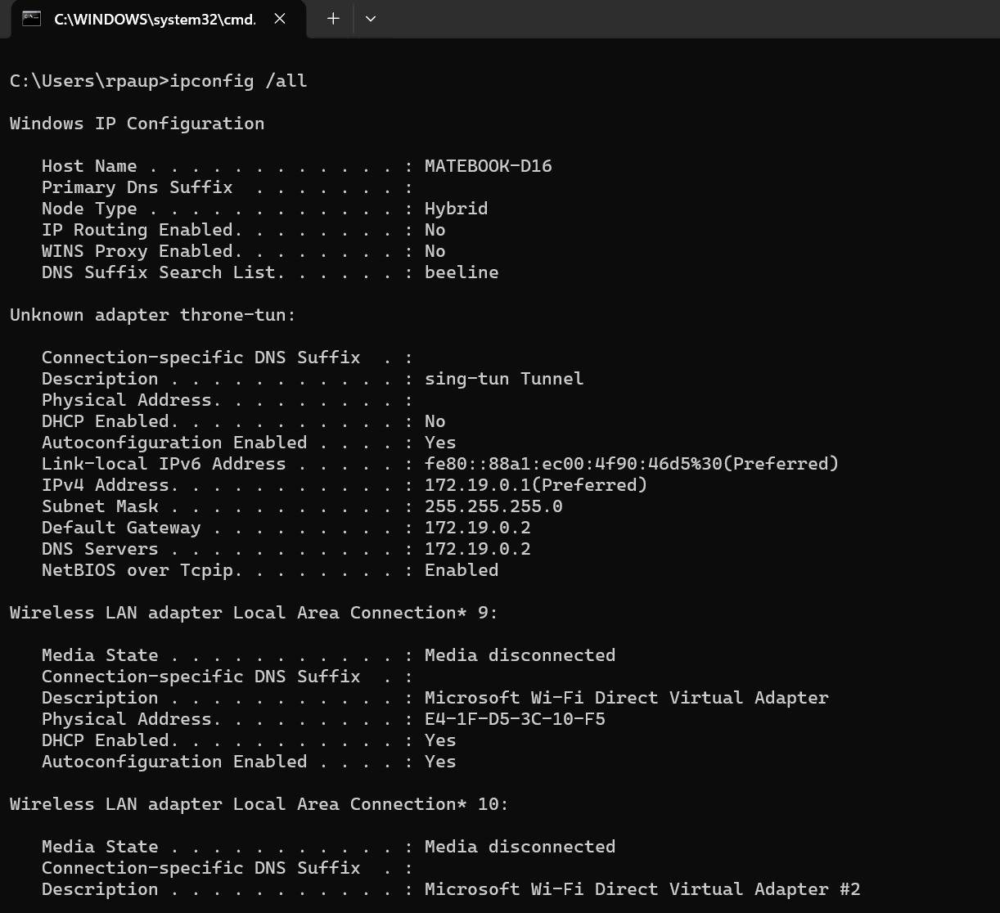 C:\WINDOWS\system32\cmd.
C:\Users\rpaup>ipconfig /all
Windows IP Configuration
Host Name . . . . . . . . . . . . : MATEBOOK-D16
Primary Dns Suffix  . . . . . . . :
Node Type . . . . . . . . . . . . : Hybrid
IP Routing Enabled. . . . . . . . : No
WINS Proxy Enabled. . . . . . . . : No
DNS Suffix Search List. . . . . . : beeline
Unknown adapter throne-tun:
Connection-specific DNS Suffix  . :
Description . . . . . . . . . . . : sing-tun Tunnel
Physical Address. . . . . . . . . :
DHCP Enabled. . . . . . . . . . . : No
Autoconfiguration Enabled . . . . : Yes
Link-local IPv6 Address . . . . . : fe80::88a1:ec00:4f90:46d5%30(Preferred)
IPv4 Address. . . . . . . . . . . : 172.19.0.1(Preferred)
Subnet Mask . . . . . . . . . . . : 255.255.255.0
Default Gateway . . . . . . . . . : 172.19.0.2
DNS Servers . . . . . . . . . . . : 172.19.0.2
NetBIOS over Tcpip. . . . . . . . : Enabled
Wireless LAN adapter Local Area Connection* 9:
Media State . . . . . . . . . . . : Media disconnected
Connection-specific DNS Suffix  . :
Description . . . . . . . . . . . : Microsoft Wi-Fi Direct Virtual Adapter
Physical Address. . . . . . . . . : E4-1F-D5-3C-10-F5
DHCP Enabled. . . . . . . . . . . : Yes
Autoconfiguration Enabled . . . . : Yes
Wireless LAN adapter Local Area Connection* 10:
Media State . . . . . . . . . . . : Media disconnected
Connection-specific DNS Suffix  . :
Description . . . . . . . . . . . : Microsoft Wi-Fi Direct Virtual Adapter #2